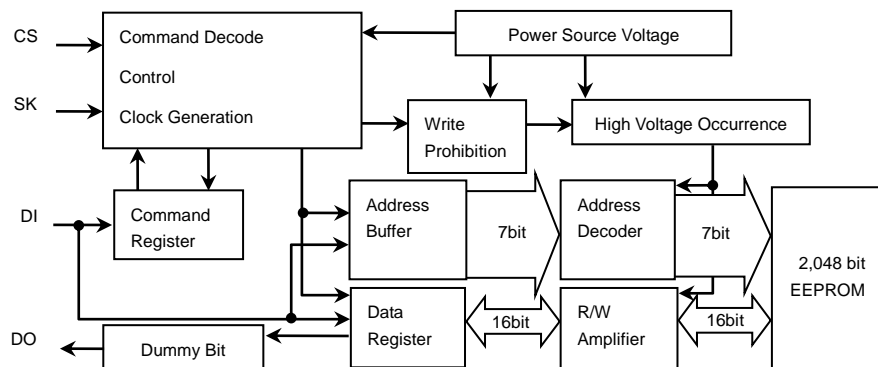 CS
Command Decode
Control
Clock Generation
Power Source Voltage
SK
Write
Prohibition
High Voltage Occurrence
DI
Command
Register
Address
Buffer
7bit
Address
Decoder
7bit
2,048 bit
EEPROM
DO
Dummy Bit
Data
Register
16bit
R/W
Amplifier
16bit